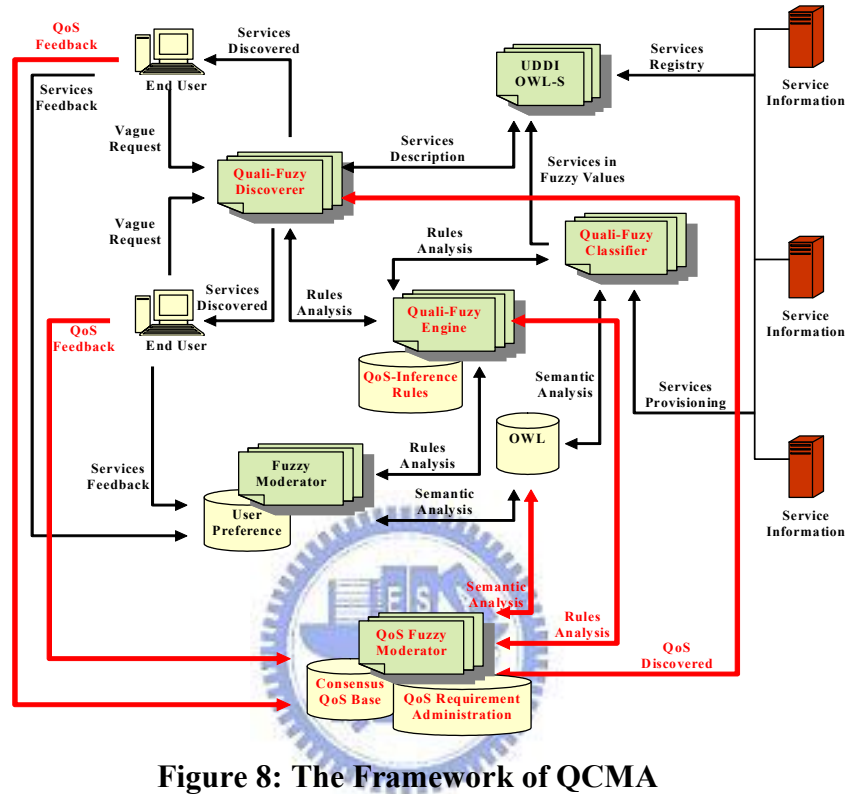 QoS
Feedback
Services
Discovered
End User
Services
Feedback
Vague
Request
UDDI
OWL-S
Services
Registry
Service
Information
Services
Description
Services in
Fuzzy Values
Quali-Fuzy
Discoverer
Vague
Request
Rules
Analysis
Quali-Fuzy
Classifier
Services
Discovered
Rules
Analysis
Quali-Fuzy
Engine
Service
Information
QoS
Feedback
End User
QoS-Inference
Rules
Semantic
Analysis
Services
Provisioning
OWL
Services
Feedback
Fuzzy
Moderator
Rules
Analysis
User
Preference
Semantic
Analysis
Service
Information
Semantic
Analysis
Rules
Analysis
QoS Fuzzy
Moderator
QoS
Discovered
Consensus
QoS Base
QoS Requirement
Administration
Figure 8: The Framework of QCMA